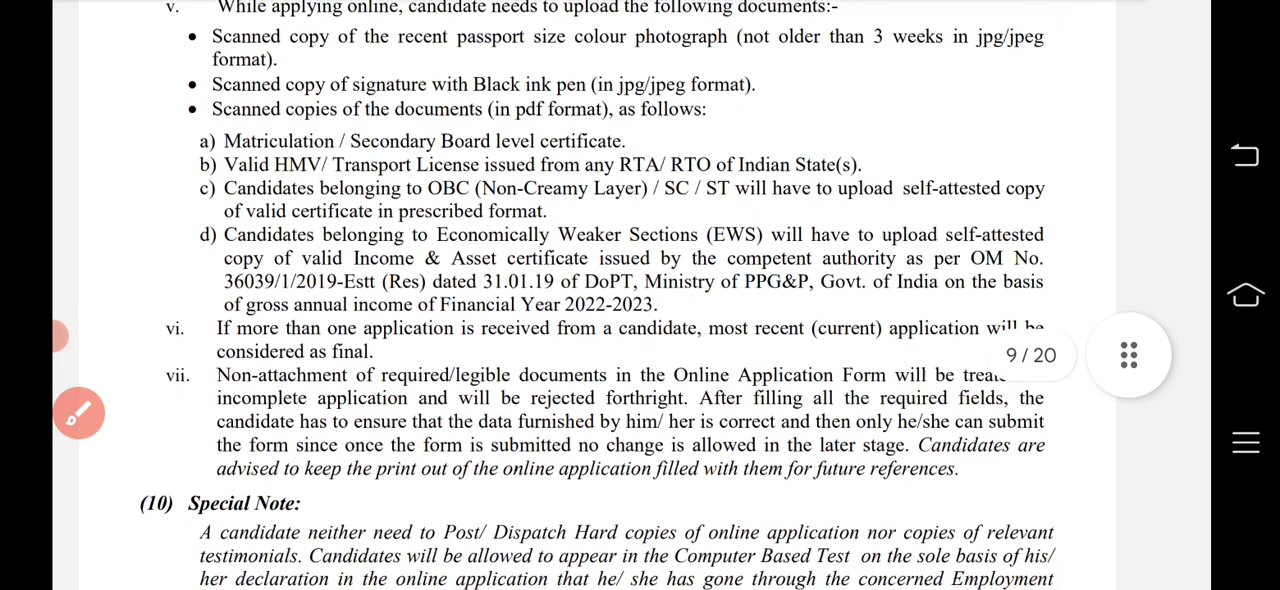 v. While applying online, candidate needs to upload the following documents:-
• Scanned copy of the recent passport size colour photograph (not older than 3 weeks in jpg/jpeg
format).
• Scanned copy of signature with Black ink pen (in jpg/jpeg format).
• Scanned copies of the documents (in pdf format), as follows:
a) Matriculation / Secondary Board level certificate.
b) Valid HMV/ Transport License issued from any RTA/ RTO of Indian State(s).
c) Candidates belonging to OBC (Non-Creamy Layer) / SC / ST will have to upload self-attested copy
of valid certificate in prescribed format.
d) Candidates belonging to Economically Weaker Sections (EWS) will have to upload self-attested
copy of valid Income & Asset certificate issued by the competent authority as per OM No.
36039/1/2019-Estt (Res) dated 31.01.19 of DoPT, Ministry of PPG&P, Govt. of India on the basis
of gross annual income of Financial Year 2022-2023.
vi. If more than one application is received from a candidate, most recent (current) application will be
considered as final.
9 / 20
vii. Non-attachment of required/legible documents in the Online Application Form will be
incomplete application and will be rejected forthright. After filling all the required fields, the
candidate has to ensure that the data furnished by him/ her is correct and then only he/she can submit
the form since once the form is submitted no change is allowed in the later stage. Candidates are
advised to keep the print out of the online application filled with them for future references.
(10) Special Note:
A candidate neither need to Post/ Dispatch Hard copies of online application nor copies of relevant
testimonials. Candidates will be allowed to appear in the Computer Based Test on the sole basis of his/
her declaration in the online application that he/ she has gone through the concerned Employment